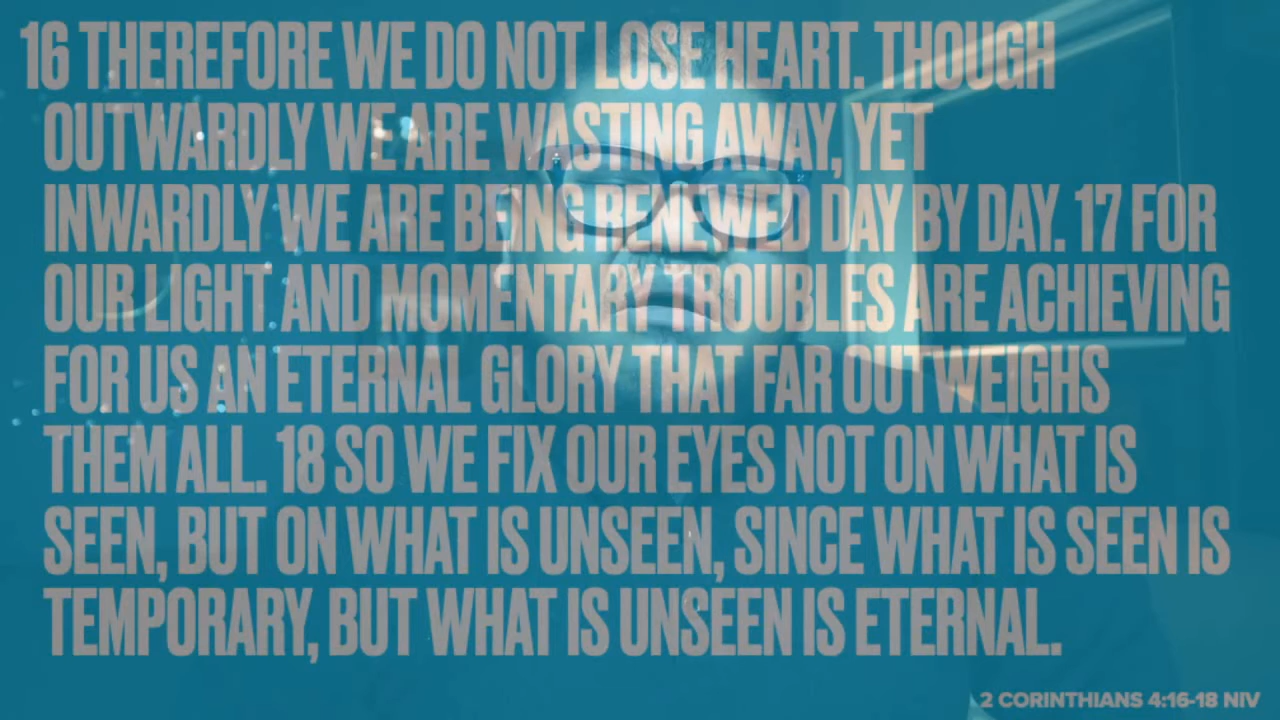 16 THEREFORE WE DO NOT LOSE HEART. THOUGH
OUTWARDLY WE ARE WASTING AWAY, YET
INWARDLY WE ARE BEING RENEWED DAY BY DAY. 17 FOR
OUR LIGHT AND MOMENTARY TROUBLES ARE ACHIEVING
FOR US AN ETERNAL GLORY THAT FAR OUTWEIGHS
THEM ALL. 18 SO WE FIX OUR EYES NOT ON WHAT IS
SEEN, BUT ON WHAT IS UNSEEN, SINCE WHAT IS SEEN IS
TEMPORARY, BUT WHAT IS UNSEEN IS ETERNAL.
2 CORINTHIANS 4:16-18 NIV